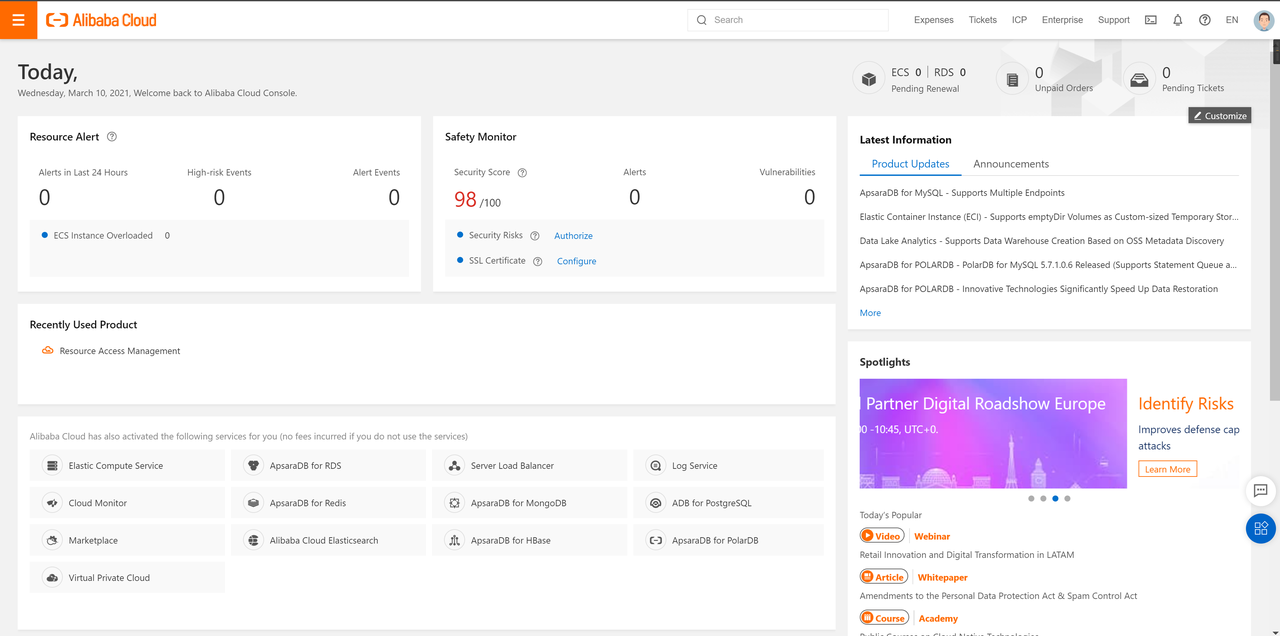 Alibaba Cloud
Search
Expenses Tickets ICP Enterprise Support EN
Today,
Wednesday, March 10, 2021, Welcome back to Alibaba Cloud Console.
ECS 0 | RDS 0
Pending Renewal
0
Unpaid Orders
0
Pending Tickets
Customize
Resource Alert
Alerts in Last 24 Hours High-risk Events Alert Events
0 0 0
ECS Instance Overloaded 0
Safety Monitor
Security Score Alerts Vulnerabilities
98 /100 0 0
Security Risks Authorize
SSL Certificate Configure
Latest Information
Product Updates Announcements
ApsaraDB for MySQL - Supports Multiple Endpoints
Elastic Container Instance (ECI) - Supports emptyDir Volumes as Custom-sized Temporary Stor...
Data Lake Analytics - Supports Data Warehouse Creation Based on OSS Metadata Discovery
ApsaraDB for POLARDB - PolarDB for MySQL 5.7.1.0.6 Released (Supports Statement Queue a...
ApsaraDB for POLARDB - Innovative Technologies Significantly Speed Up Data Restoration
More
Recently Used Product
Resource Access Management
Alibaba Cloud has also activated the following services for you (no fees incurred if you do not use the services)
Elastic Compute Service ApsaraDB for RDS Server Load Balancer Log Service
Cloud Monitor ApsaraDB for Redis ApsaraDB for MongoDB ADB for PostgreSQL
Marketplace Alibaba Cloud Elasticsearch ApsaraDB for HBase ApsaraDB for PolarDB
Virtual Private Cloud
Spotlights
Partner Digital Roadshow Europe
-10:45, UTC+0.
Identify Risks
Improves defense cap
attacks
Learn More
Today's Popular
Video Webinar
Retail Innovation and Digital Transformation in LATAM
Article Whitepaper
Amendments to the Personal Data Protection Act & Spam Control Act
Course Academy